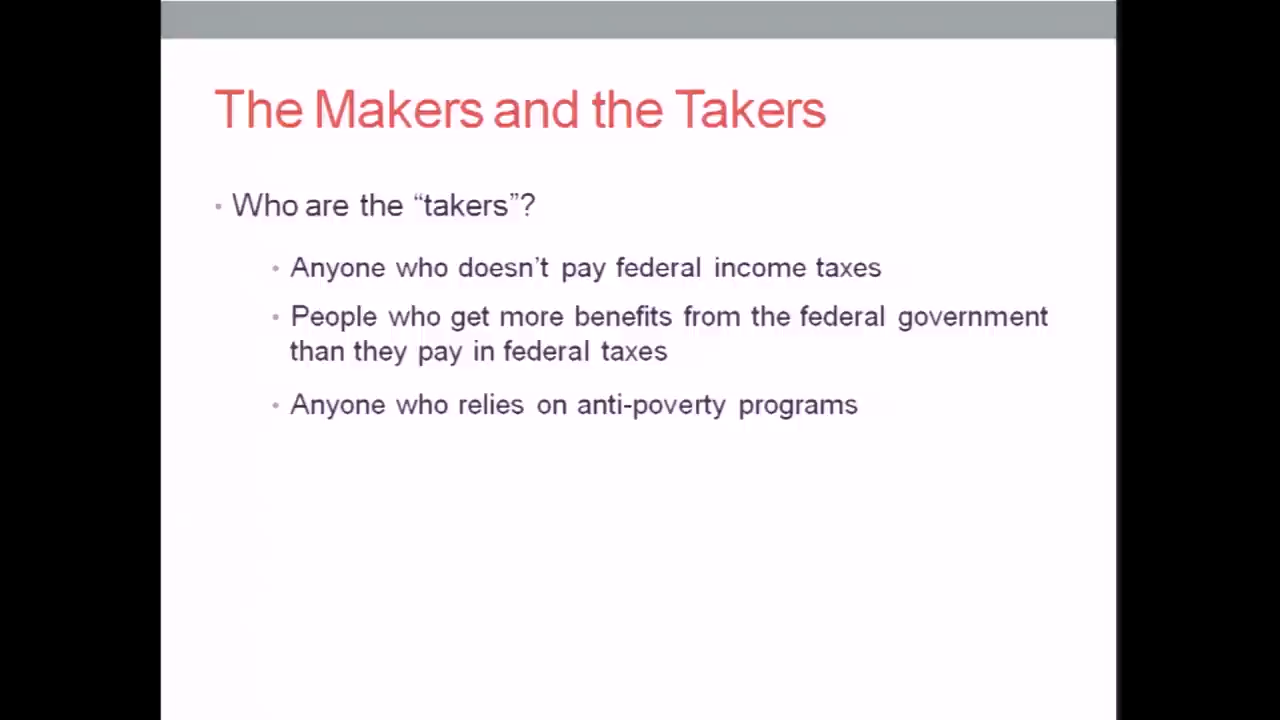 The Makers and the Takers
• Who are the “takers”?
• Anyone who doesn’t pay federal income taxes
• People who get more benefits from the federal government
than they pay in federal taxes
• Anyone who relies on anti-poverty programs